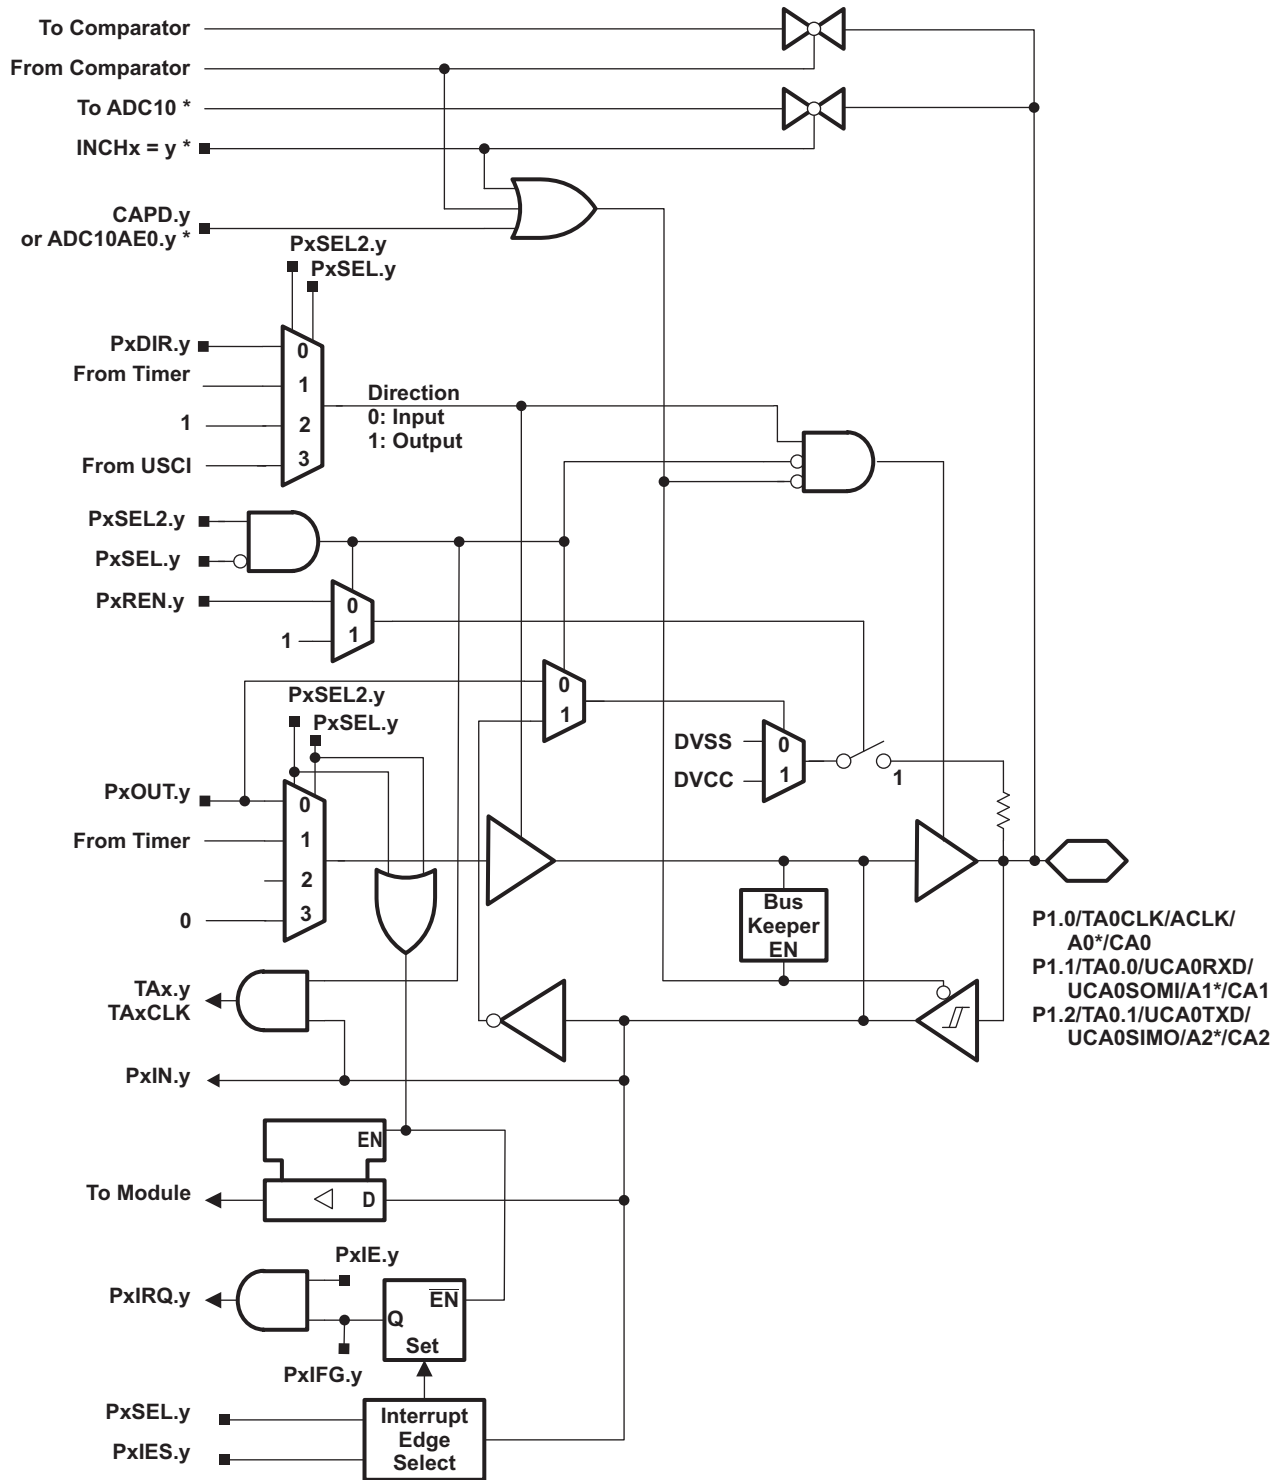 To Comparator
From Comparator
To ADC10 *
INCHx = y *
CAPD.y
or ADC10AE0.y *
PxSEL2.y
PxSEL.y
PxDIR.y
0
From Timer
1
Direction
0: Input
1: Output
1
2
From USCI
3
PxSEL2.y
PxSEL.y
PxREN.y
0
1
1
0
1
PxSEL2.y
PxSEL.y
DVSS
0
DVCC
1
1
PxOUT.y
0
From Timer
1
2
0
3
Bus
Keeper
EN
P1.0/TA0CLK/ACLK/
A0*/CA0
P1.1/TA0.0/UCA0RXD/
UCA0SOMI/A1*/CA1
P1.2/TA0.1/UCA0TXD/
UCA0SIMO/A2*/CA2
TAx.y
TAxCLK
PxIN.y
EN
To Module
D
PxIE.y
PxIRQ.y
EN
Q
Set
PxIFG.y
PxSEL.y
PxIES.y
Interrupt
Edge
Select